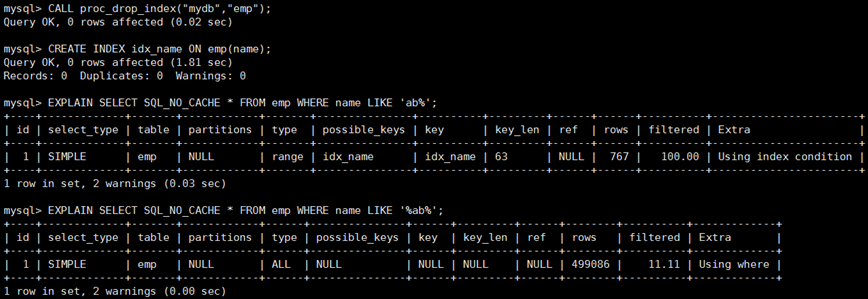 mysql> CALL proc_drop_index("mydb","emp");
Query OK, 0 rows affected (0.02 sec)
mysql> CREATE INDEX idx_name ON emp(name);
Query OK, 0 rows affected (1.81 sec)
Records: 0  Duplicates: 0  Warnings: 0
mysql> EXPLAIN SELECT SQL_NO_CACHE * FROM emp WHERE name LIKE 'ab%';
+----+-------------+-------+------------+-------+---------------+----------+---------+------+------+----------+-----------------------+
| id | select_type | table | partitions | type  | possible_keys | key      | key_len | ref  | rows | filtered | Extra                 |
+----+-------------+-------+------------+-------+---------------+----------+---------+------+------+----------+-----------------------+
|  1 | SIMPLE      | emp   | NULL       | range | idx_name      | idx_name | 63      | NULL |  767 |   100.00 | Using index condition |
+----+-------------+-------+------------+-------+---------------+----------+---------+------+------+----------+-----------------------+
1 row in set, 2 warnings (0.03 sec)
mysql> EXPLAIN SELECT SQL_NO_CACHE * FROM emp WHERE name LIKE '%ab%';
+----+-------------+-------+------------+------+---------------+------+---------+------+--------+----------+-------------+
| id | select_type | table | partitions | type | possible_keys | key  | key_len | ref  | rows   | filtered | Extra       |
+----+-------------+-------+------------+------+---------------+------+---------+------+--------+----------+-------------+
|  1 | SIMPLE      | emp   | NULL       | ALL  | NULL          | NULL | NULL    | NULL | 499086 |    11.11 | Using where |
+----+-------------+-------+------------+------+---------------+------+---------+------+--------+----------+-------------+
1 row in set, 2 warnings (0.00 sec)